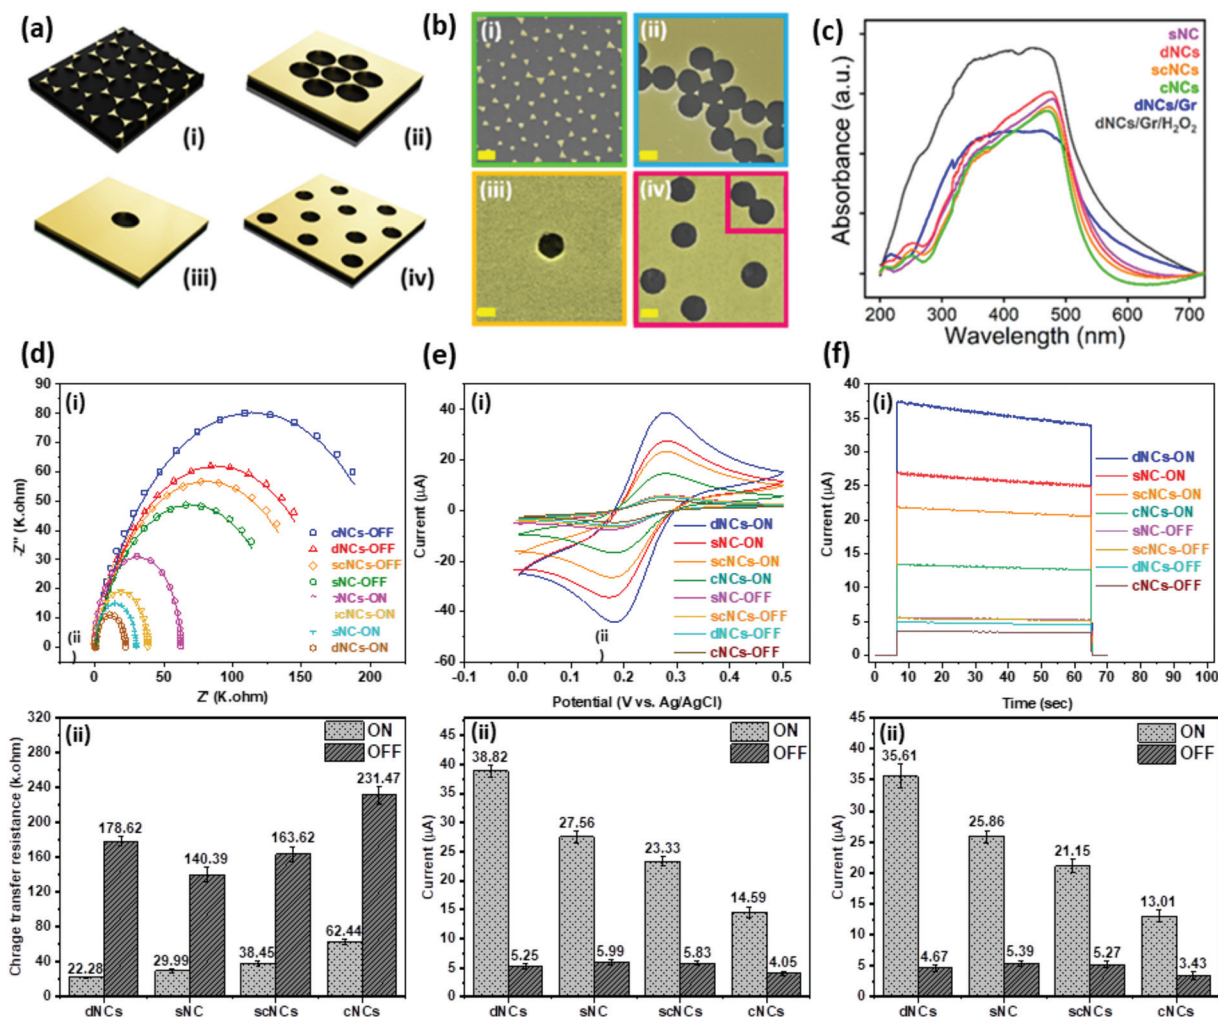 (a)
(i)
(ii)
(iii)
(iv)
(b)
(i)
(ii)
(iii)
(iv)
(c)
sNC
dNCs
scNCs
cNCs
dNCs/Gr
dNCs/Gr/H₂O₂
Absorbance (a.u.)
200 300 400 500 600 700
Wavelength (nm)
(d)
(i)
90
80
70
60
50
40
30
20
10
0
-Z'' (K.ohm)
cNCs-OFF
dNCs-OFF
scNCs-OFF
sNC-OFF
cNCs-ON
scNCs-ON
sNC-ON
dNCs-ON
(ii
)
0 50 100 150 200
Z' (K.ohm)
(e)
(i)
60
40
20
0
-20
-40
-60
Current (µA)
dNCs-ON
sNC-ON
scNCs-ON
cNCs-ON
sNC-OFF
scNCs-OFF
dNCs-OFF
cNCs-OFF
(ii
)
-0.1 0.0 0.1 0.2 0.3 0.4 0.5
Potential (V vs. Ag/AgCl)
(f)
(i)
40
35
30
25
20
15
10
5
0
Current (µA)
dNCs-ON
sNC-ON
scNCs-ON
cNCs-ON
sNC-OFF
scNCs-OFF
dNCs-OFF
cNCs-OFF
0 10 20 30 40 50 60 70 80 90 100
Time (sec)
(ii)
ON
OFF
320
280
240
200
160
120
80
40
0
Chrage transfer resistance (k.ohm)
22.28
178.62
29.99
140.39
38.45
163.62
62.44
231.47
dNCs sNC scNCs cNCs
(ii)
ON
OFF
45
40
35
30
25
20
15
10
5
0
Current (µA)
38.82
5.25
27.56
5.99
23.33
5.83
14.59
4.05
dNCs sNC scNCs cNCs
(ii)
ON
OFF
45
40
35
30
25
20
15
10
5
0
Current (µA)
35.61
4.67
25.86
5.39
21.15
5.27
13.01
3.43
dNCs sNC scNCs cNCs